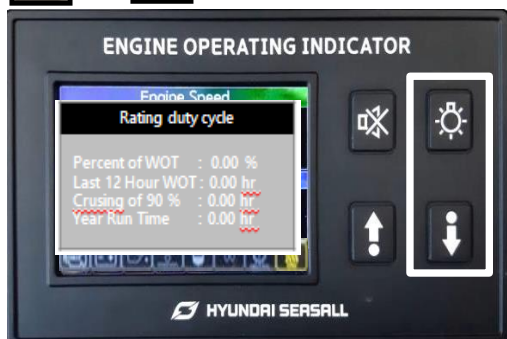 ENGINE OPERATING INDICATOR
Engine Speed
Rating duty cycle
Percent of WOT : 0.00 %
Last 12 Hour WOT : 0.00 hr
Crusing of 90 % : 0.00 hr
Year Run Time : 0.00 hr
HYUNDAI SEASALL